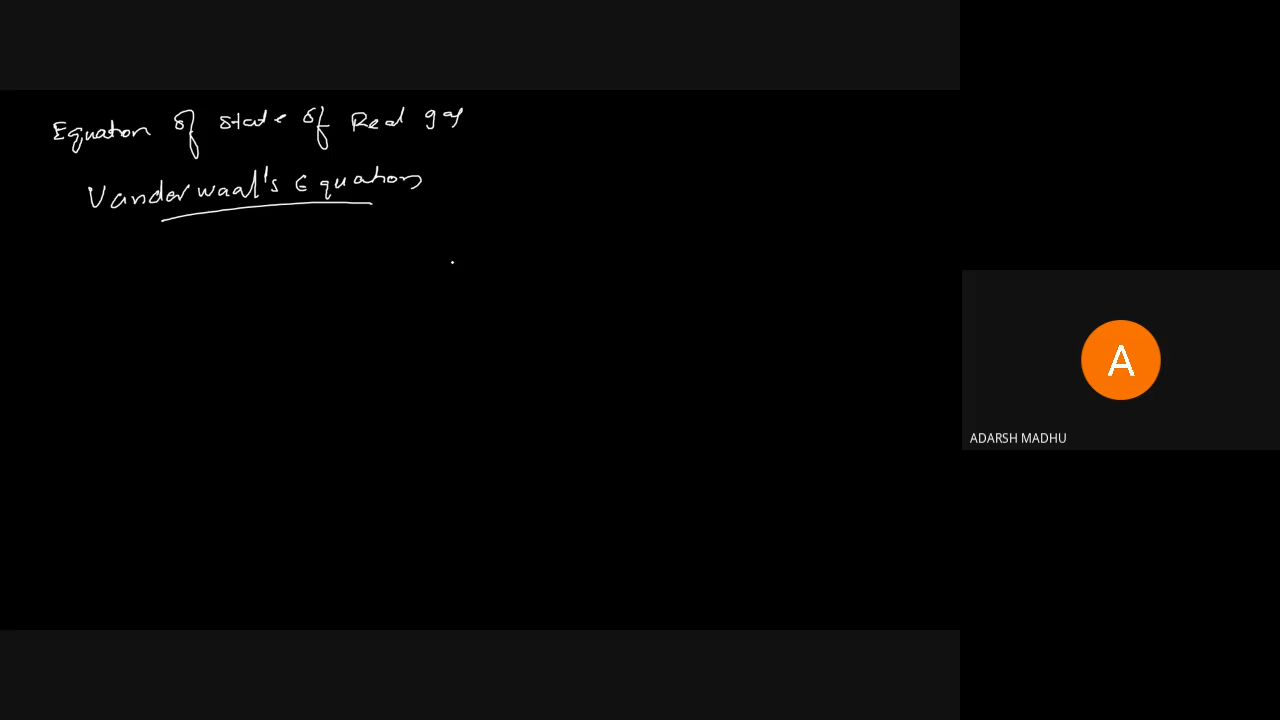 Equation of state of Real gas
Vanderwaal's Equation
A
ADARSH MADHU